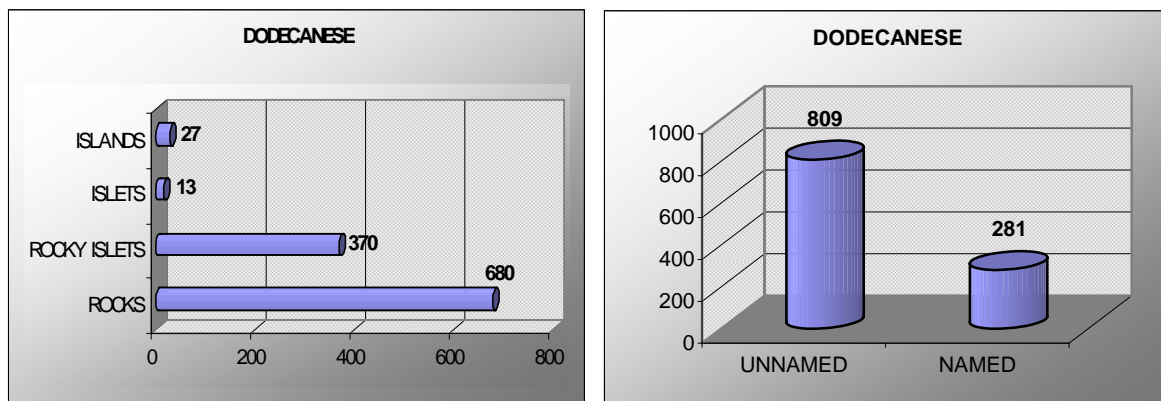 DODECANESE
ISLANDS
27
ISLETS
13
ROCKY ISLETS
370
ROCKS
680
0 200 400 600 800
DODECANESE
1000
800
600
400
200
0
809
281
UNNAMED NAMED